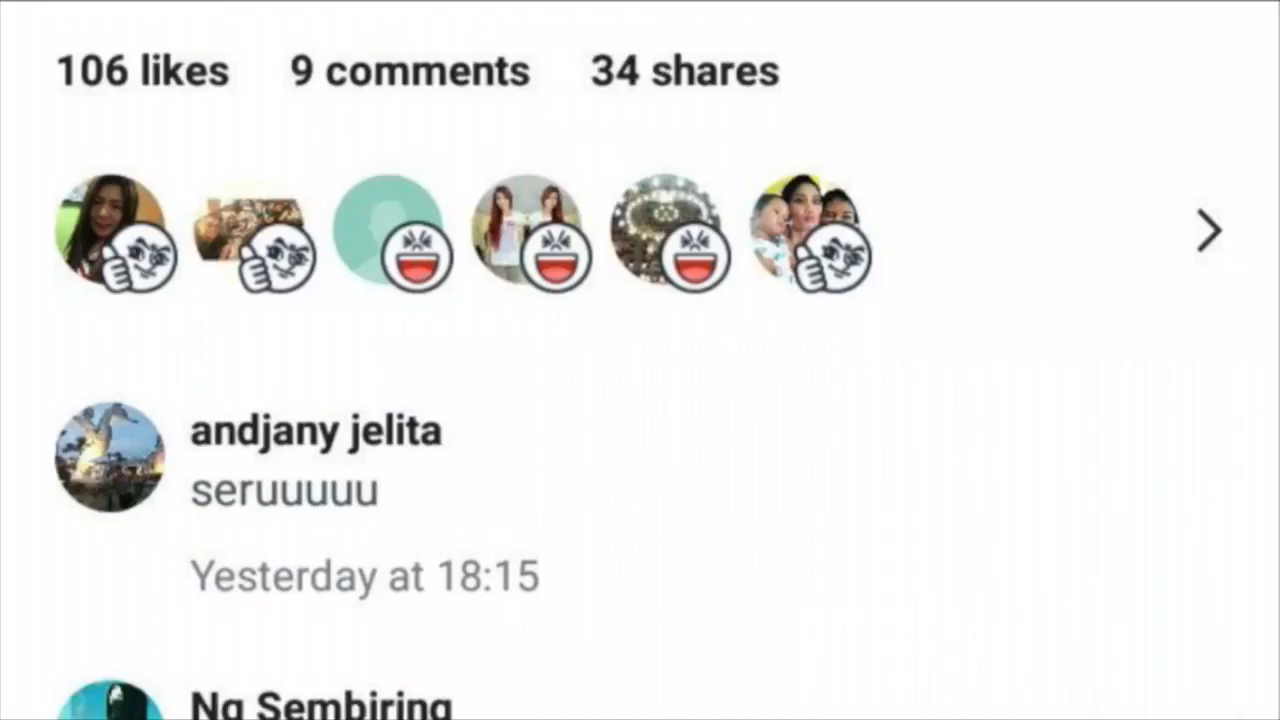 106 likes 9 comments 34 shares
andjany jelita
seruuuuu
Yesterday at 18:15
Ng Sembiring